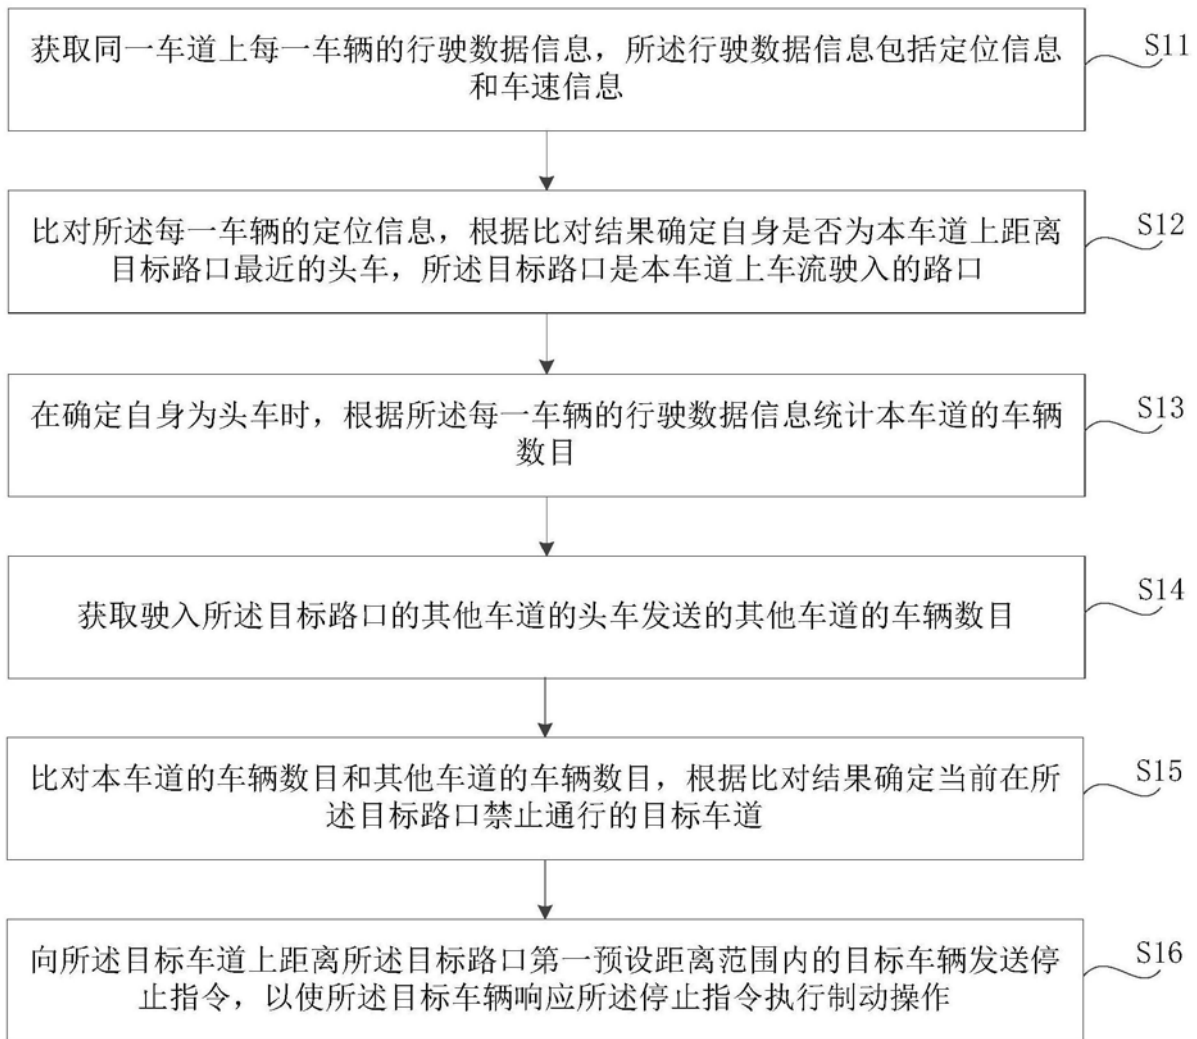 获取同一车道上每一车辆的行驶数据信息，所述行驶数据信息包括定位信息
和车速信息
S11
比对所述每一车辆的定位信息，根据比对结果确定自身是否为本车道上距离
目标路口最近的头车，所述目标路口是本车道上车流驶入的路口
S12
在确定自身为头车时，根据所述每一车辆的行驶数据信息统计本车道的车辆
数目
S13
获取驶入所述目标路口的其他车道的头车发送的其他车道的车辆数目
S14
比对本车道的车辆数目和其他车道的车辆数目，根据比对结果确定当前在所
述目标路口禁止通行的目标车道
S15
向所述目标车道上距离所述目标路口第一预设距离范围内的目标车辆发送停
止指令，以使所述目标车辆响应所述停止指令执行制动操作
S16